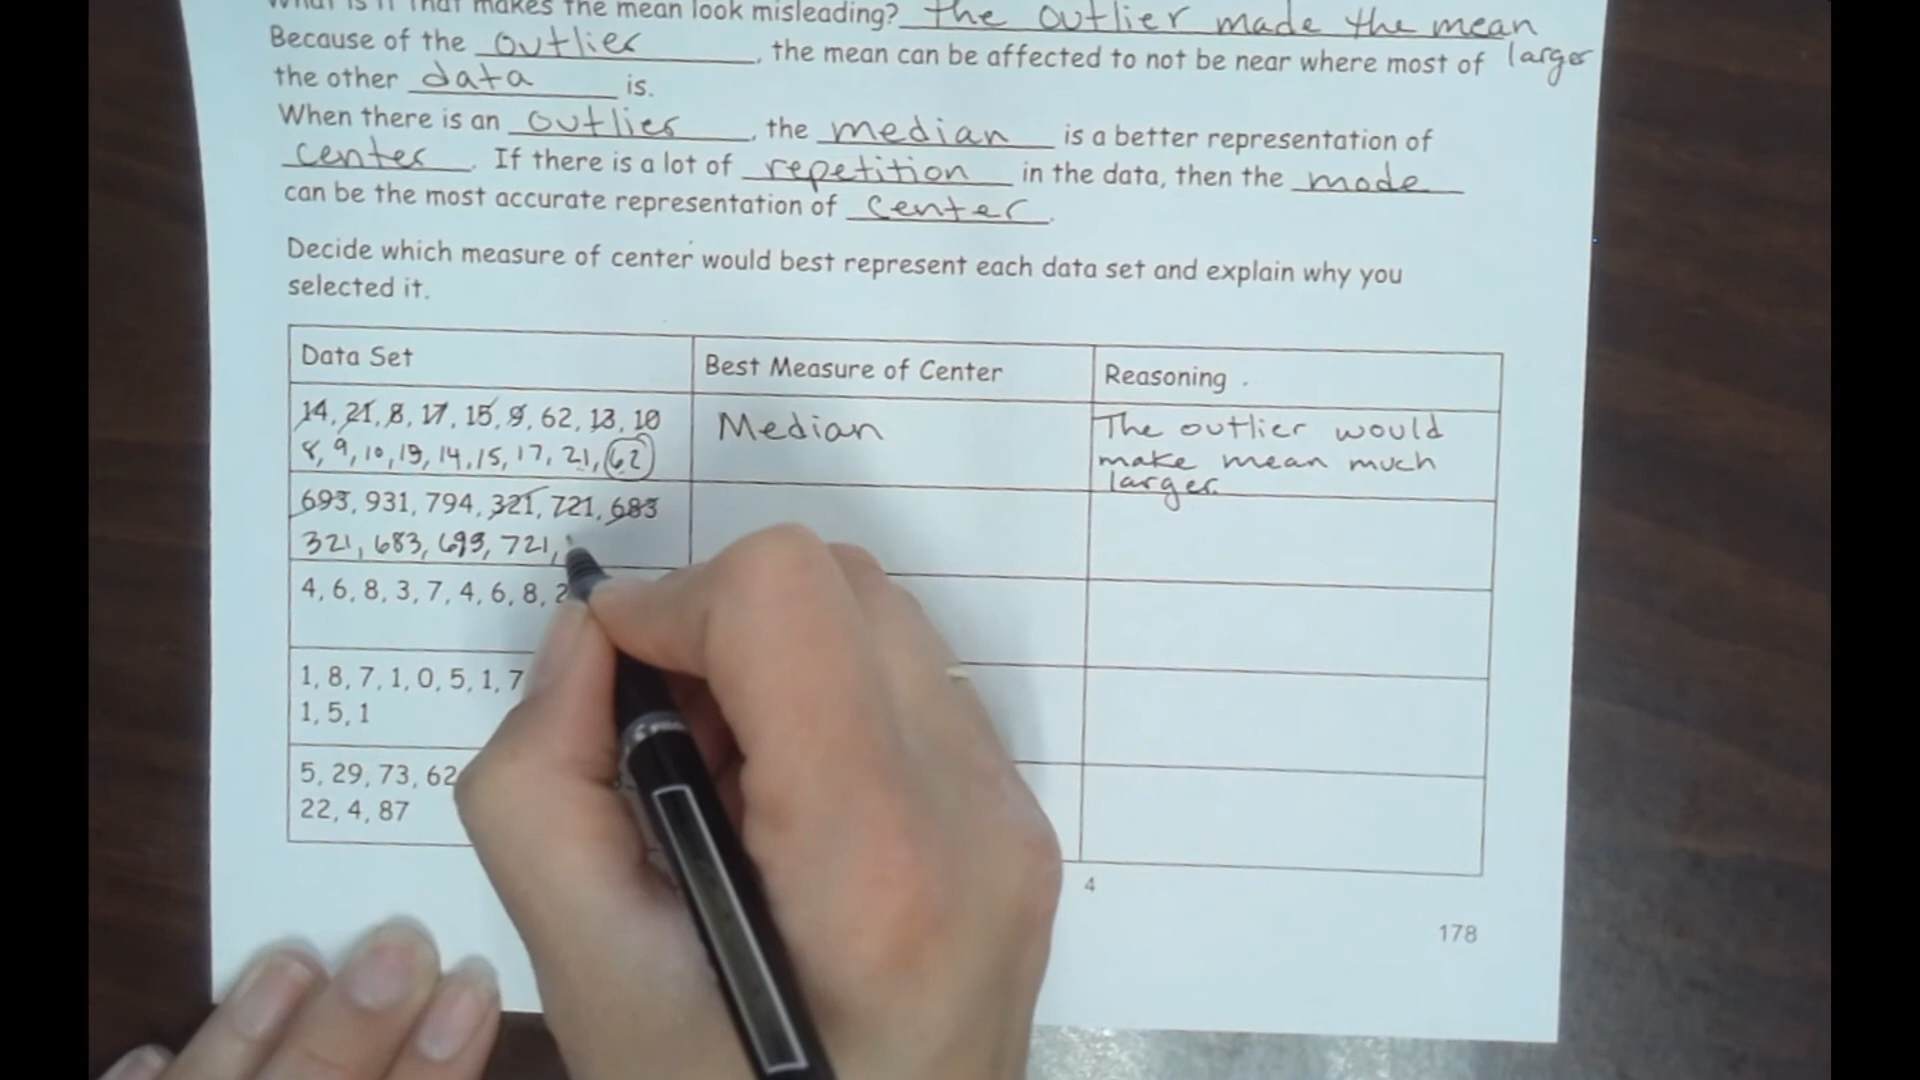 What is it that makes the mean look misleading? the outlier made the mean larger
Because of the outlier, the mean can be affected to not be near where most of
the other data is.
When there is an outlier, the median is a better representation of
center. If there is a lot of repetition in the data, then the mode
can be the most accurate representation of center.
Decide which measure of center would best represent each data set and explain why you
selected it.
Data Set
Best Measure of Center
Reasoning
14, 21, 8, 17, 15, 9, 62, 13, 10
8, 9, 10, 13, 14, 15, 17, 21, 62
Median
The outlier would
make mean much
larger.
693, 931, 794, 321, 721, 683
321, 683, 693, 721,
4, 6, 8, 3, 7, 4, 6, 8, 2
1, 8, 7, 1, 0, 5, 1, 7
1, 5, 1
5, 29, 73, 62
22, 4, 87
4
178